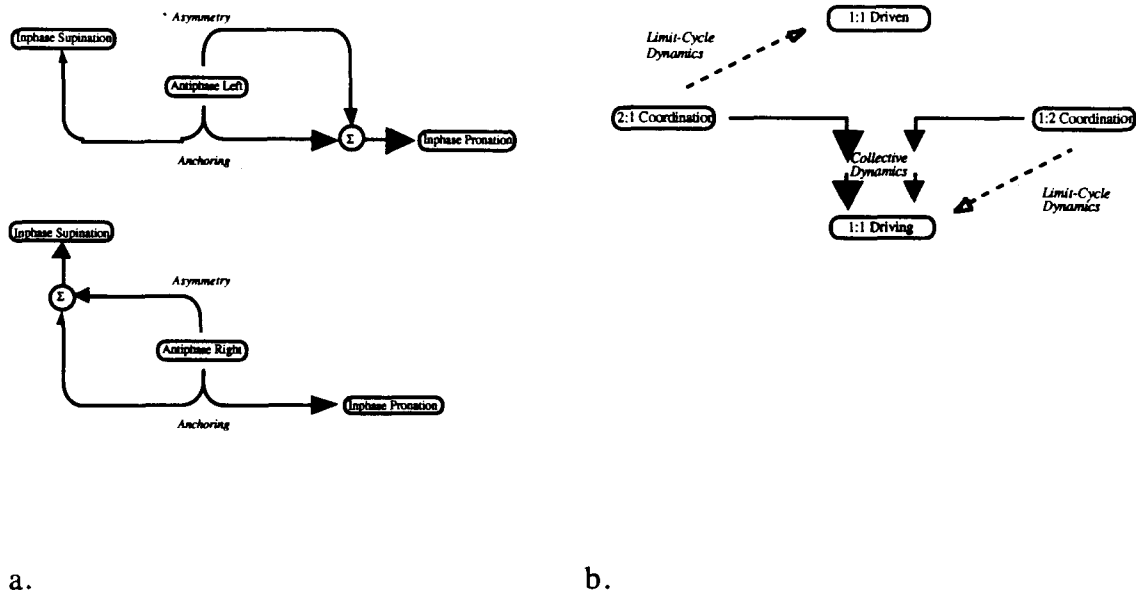 Asymmetry
Inphase Supination
Antiphase Left
Σ
Inphase Pronation
Anchoring
Inphase Supination
Asymmetry
Σ
Antiphase Right
Inphase Pronation
Anchoring
a.
1:1 Driven
Limit-Cycle
Dynamics
2:1 Coordination
1:2 Coordination
Collective
Dynamics
Limit-Cycle
Dynamics
1:1 Driving
b.